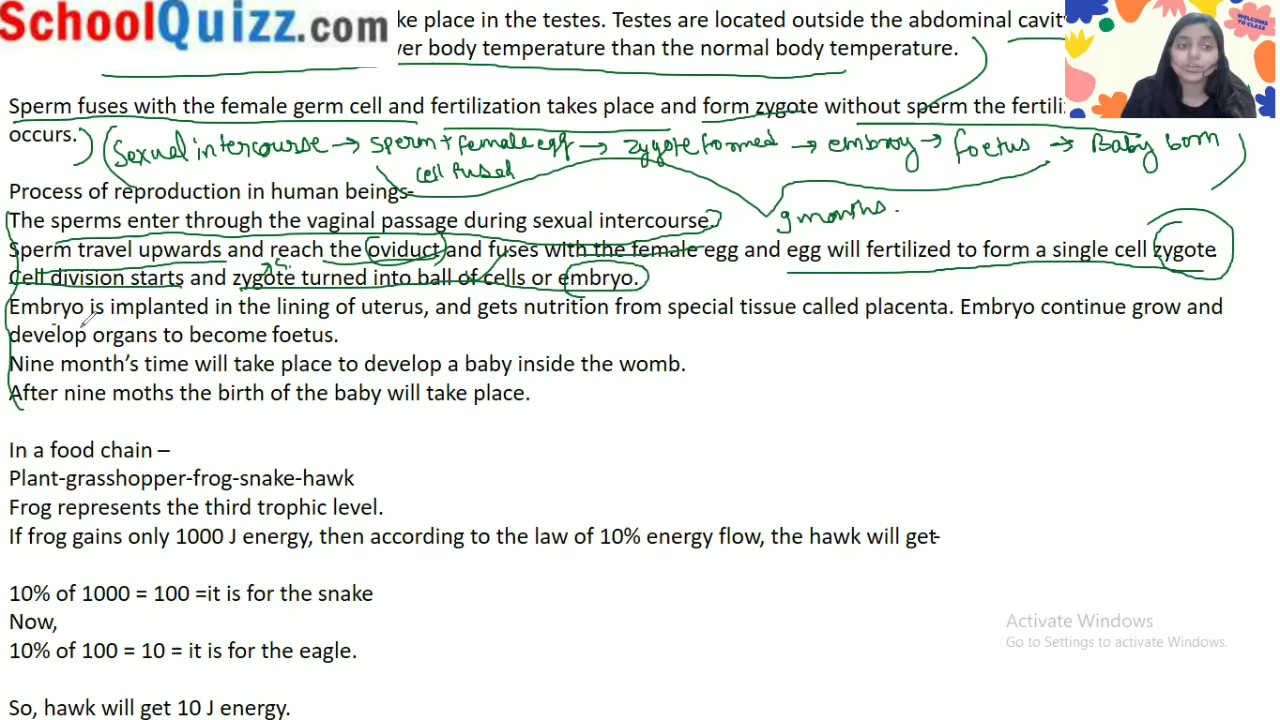 SchoolQuizz.com
ke place in the testes. Testes are located outside the abdominal cavit
ver body temperature than the normal body temperature.
WELCOME TO CLASS
Sperm fuses with the female germ cell and fertilization takes place and form zygote without sperm the fertili
occurs.
Sexual intercourse → sperm + female egg → zygote formed → embroy → foetus → Baby born
cell fused
Process of reproduction in human beings-
The sperms enter through the vaginal passage during sexual intercourse.
9 months.
Sperm travel upwards and reach the oviduct and fuses with the female egg and egg will fertilized to form a single cell zygote
Cell division starts and zygote turned into ball of cells or embryo.
Embryo is implanted in the lining of uterus, and gets nutrition from special tissue called placenta. Embryo continue grow and
develop organs to become foetus.
Nine month's time will take place to develop a baby inside the womb.
After nine moths the birth of the baby will take place.
In a food chain –
Plant-grasshopper-frog-snake-hawk
Frog represents the third trophic level.
If frog gains only 1000 J energy, then according to the law of 10% energy flow, the hawk will get-
10% of 1000 = 100 =it is for the snake
Now,
10% of 100 = 10 = it is for the eagle.
So, hawk will get 10 J energy.
Activate Windows
Go to Settings to activate Windows.